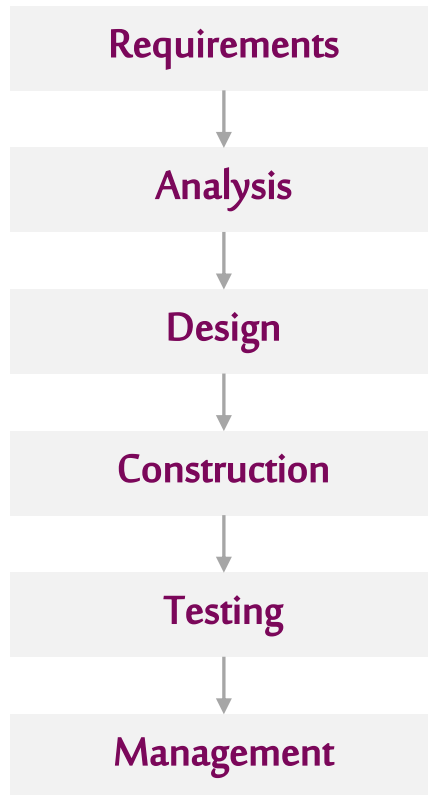 Requirements
Analysis
Design
Construction
Testing
Management